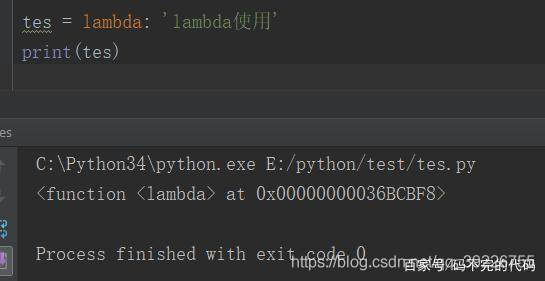 tes = lambda: 'lambda使用'
print(tes)
es
C:\Python34\python.exe E:/python/test/tes.py
<function <lambda> at 0x00000000036BCBF8>
Process finished with exit code 0
https://blog.csdn.net/qq_39226755
百家号/码不完的代码